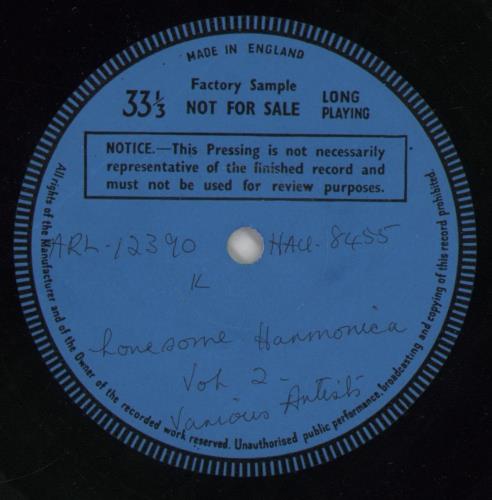 MADE IN ENGLAND
Factory Sample
33⅓ NOT FOR SALE LONG PLAYING
NOTICE.—This Pressing is not necessarily
representative of the finished record and
must not be used for review purposes.
ARL-12390 HAU-8455
K
Lonesome Harmonica
Vol 2 -
Various Artists
All rights of the Manufacturer and of the Owner of the recorded work reserved. Unauthorised public performance, broadcasting and copying of this record prohibited.